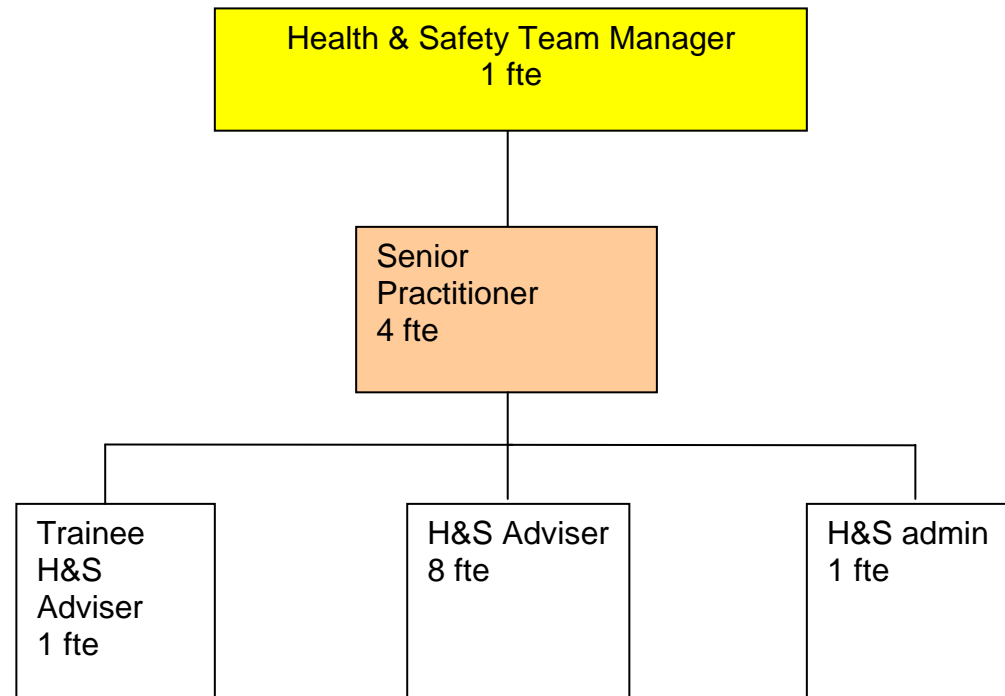 Health & Safety Team Manager
1 fte
Senior
Practitioner
4 fte
Trainee
H&S
Adviser
1 fte
H&S Adviser
8 fte
H&S admin
1 fte